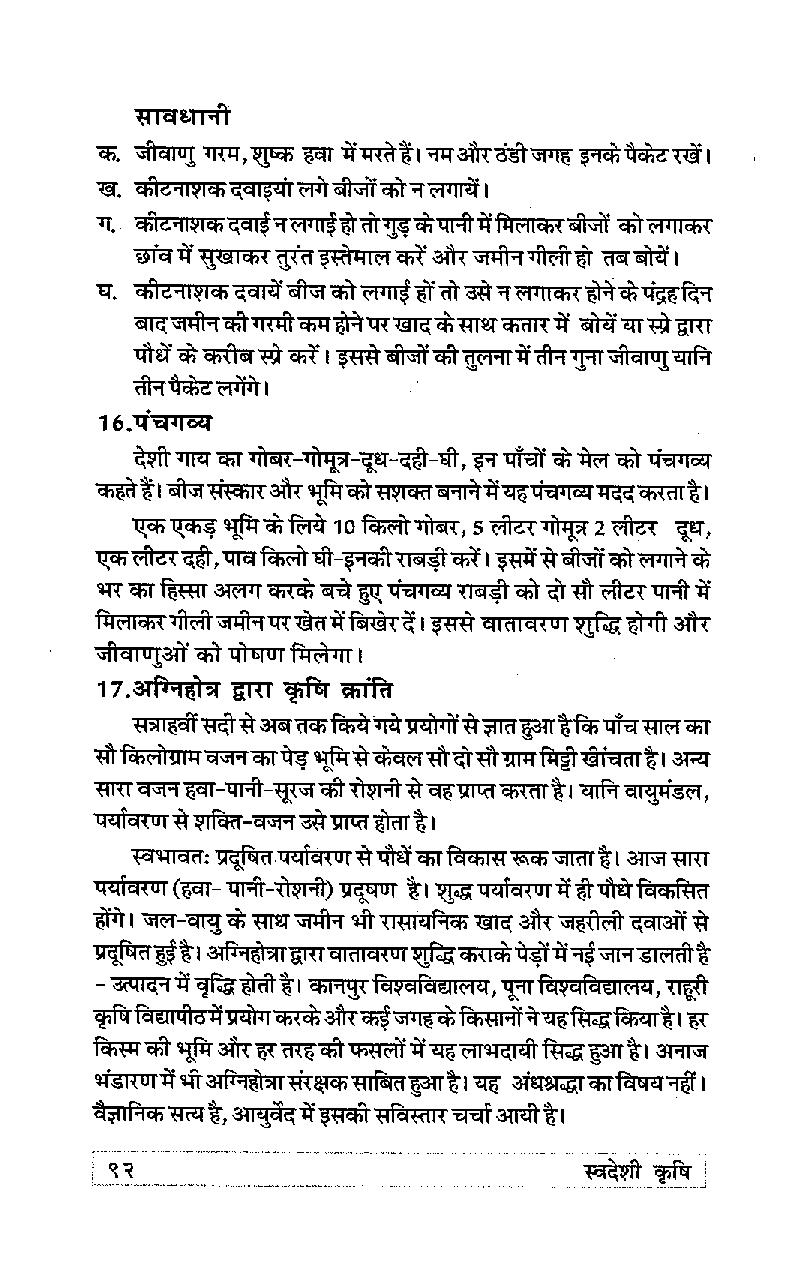 सावधानी
क. जीवाणु गरम, शुष्क हवा में मरते हैं। नम और ठंडी जगह इनके पैकेट रखें।
ख. कीटनाशक दवाइयां लगे बीजों को न लगायें।
ग. कीटनाशक दवाई न लगाई हो तो गुड़ के पानी में मिलाकर बीजों को लगाकर
छांव में सुखाकर तुरंत इस्तेमाल करें और जमीन गीली हो तब बोयें।
घ. कीटनाशक दवायें बीज को लगाई हों तो उसे न लगाकर होने के पंद्रह दिन
बाद जमीन की गरमी कम होने पर खाद के साथ कतार में बोयें या स्प्रे द्वारा
पौधें के करीब स्प्रे करें। इससे बीजों की तुलना में तीन गुना जीवाणु यानि
तीन पैकेट लगेंगे।
16.पंचगव्य
देशी गाय का गोबर-गोमूत्र-दूध-दही-घी, इन पाँचों के मेल को पंचगव्य
कहते हैं। बीज संस्कार और भूमि को सशक्त बनाने में यह पंचगव्य मदद करता है।
एक एकड़ भूमि के लिये 10 किलो गोबर, 5 लीटर गोमूत्र 2 लीटर दूध,
एक लीटर दही, पाव किलो घी-इनकी राबड़ी करें। इसमें से बीजों को लगाने के
भर का हिस्सा अलग करके बचे हुए पंचगव्य राबड़ी को दो सौ लीटर पानी में
मिलाकर गीली जमीन पर खेत में बिखेर दें। इससे वातावरण शुद्धि होगी और
जीवाणुओं को पोषण मिलेगा।
17.अग्निहोत्र द्वारा कृषि क्रांति
सत्राहवीं सदी से अब तक किये गये प्रयोगों से ज्ञात हुआ है कि पाँच साल का
सौ किलोग्राम वजन का पेड़ भूमि से केवल सौ दो सौ ग्राम मिट्टी खींचता है। अन्य
सारा वजन हवा-पानी-सूरज की रोशनी से वह प्राप्त करता है। यानि वायुमंडल,
पर्यावरण से शक्ति-वजन उसे प्राप्त होता है।
स्वभावतः प्रदूषित पर्यावरण से पौधें का विकास रूक जाता है। आज सारा
पर्यावरण (हवा- पानी-रोशनी) प्रदूषण है। शुद्ध पर्यावरण में ही पौधे विकसित
होंगे। जल-वायु के साथ जमीन भी रासायनिक खाद और जहरीली दवाओं से
प्रदूषित हुई है। अग्निहोत्रा द्वारा वातावरण शुद्धि कराके पेड़ों में नई जान डालती है
- उत्पादन में वृद्धि होती है। कानपुर विश्वविद्यालय, पूना विश्वविद्यालय, राहूरी
कृषि विद्यापीठ में प्रयोग करके और कई जगह के किसानों ने यह सिद्ध किया है। हर
किस्म की भूमि और हर तरह की फसलों में यह लाभदायी सिद्ध हुआ है। अनाज
भंडारण में भी अग्निहोत्रा संरक्षक साबित हुआ है। यह अंधश्रद्धा का विषय नहीं।
वैज्ञानिक सत्य है, आयुर्वेद में इसकी सविस्तार चर्चा आयी है।
९२ स्वदेशी कृषि